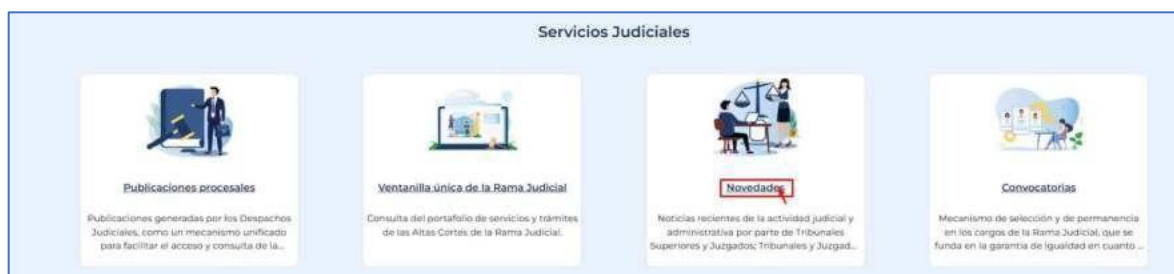 Servicios Judiciales
Publicaciones procesales
Publicaciones generadas por los Despachos
Judiciales, como un mecanismo unificado
para facilitar el acceso y consulta de la...
Ventanilla única de la Rama Judicial
Consulta del portafolio de servicios y trámites
de las Altas Cortes de la Rama Judicial.
Novedades
Noticias recientes de la actividad judicial y
administrativa por parte de Tribunales
Superiores y Juzgados; Tribunales y Juzgad...
Convocatorias
Mecanismo de selección y de permanencia
en los cargos de la Rama Judicial, que se
funda en la garantía de igualdad en cuanto ...